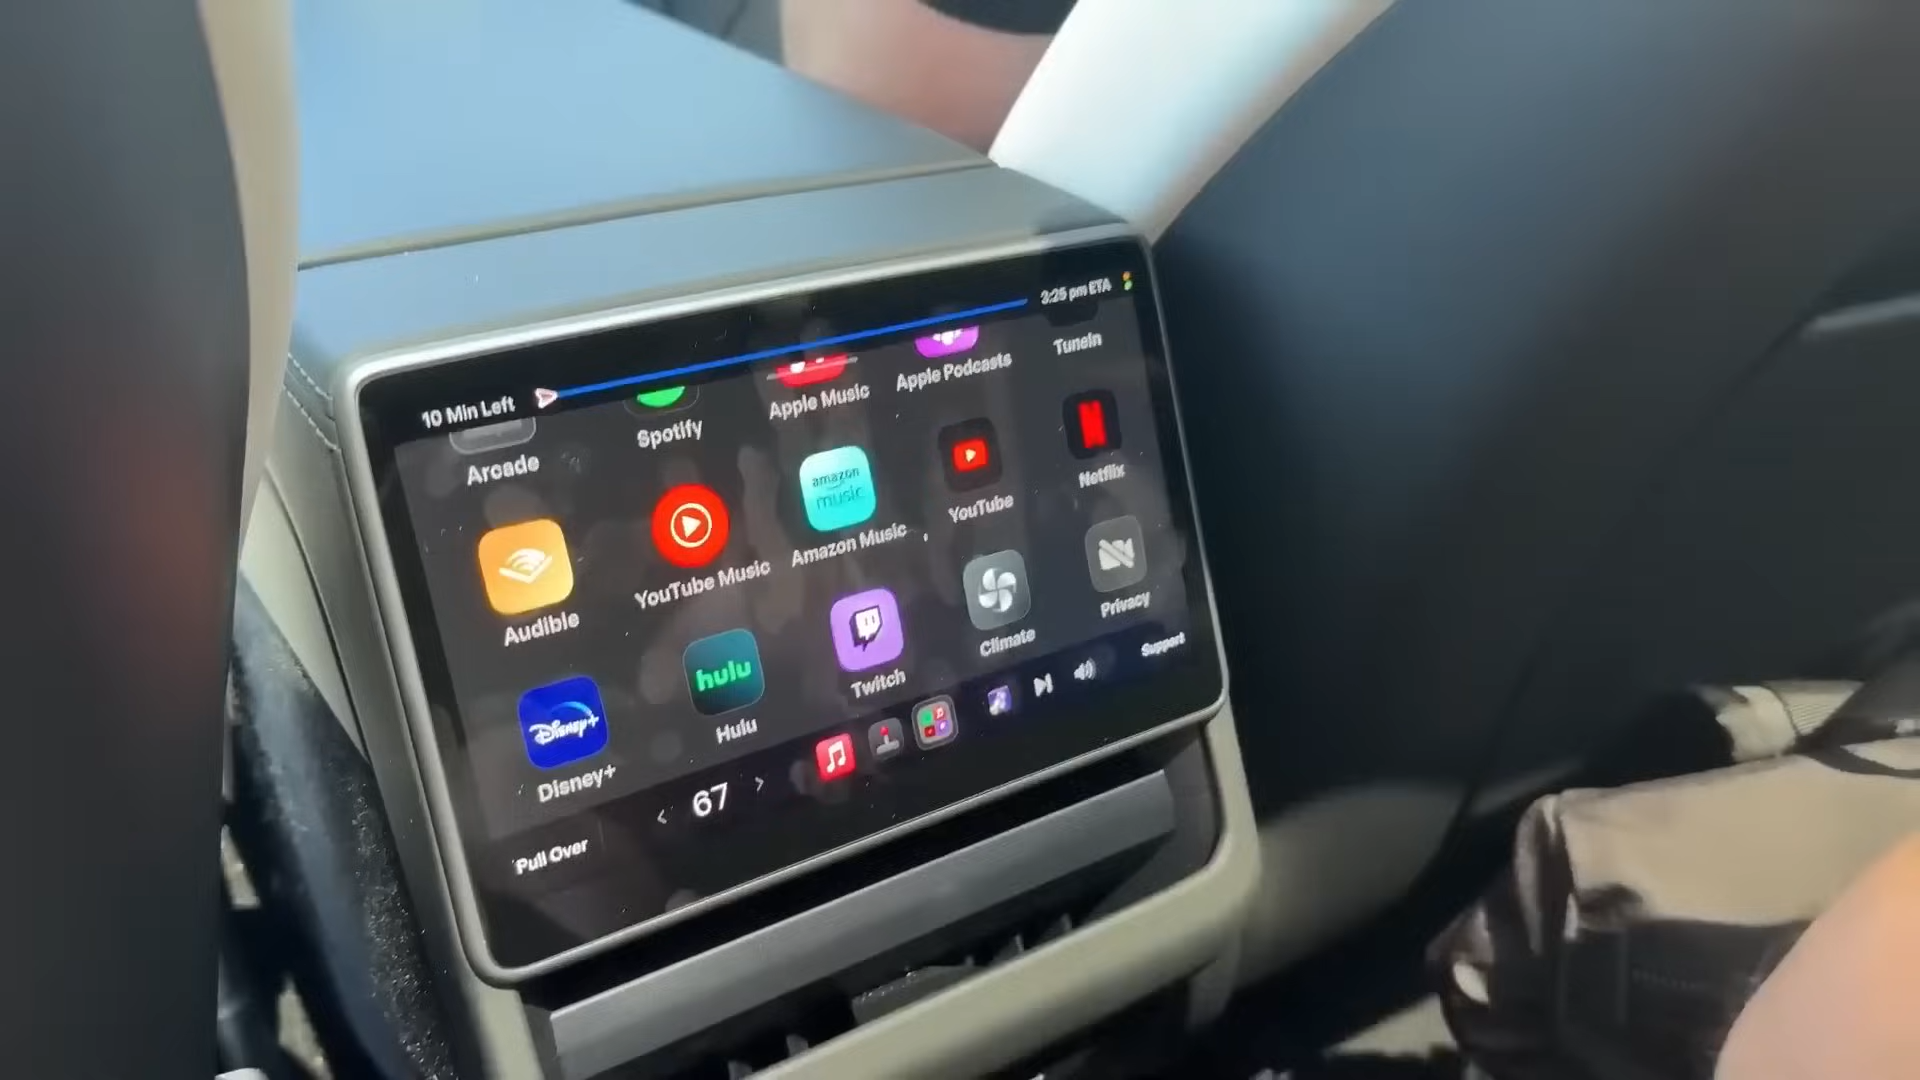 10 Min Left
3:25 pm ETA
Arcade
Spotify
Apple Music
Apple Podcasts
TuneIn
Audible
YouTube Music
amazon
music
Amazon Music
YouTube
Netflix
Disney+
Disney+
hulu
Hulu
Twitch
Climate
Privacy
Pull Over
< 67 >
Support